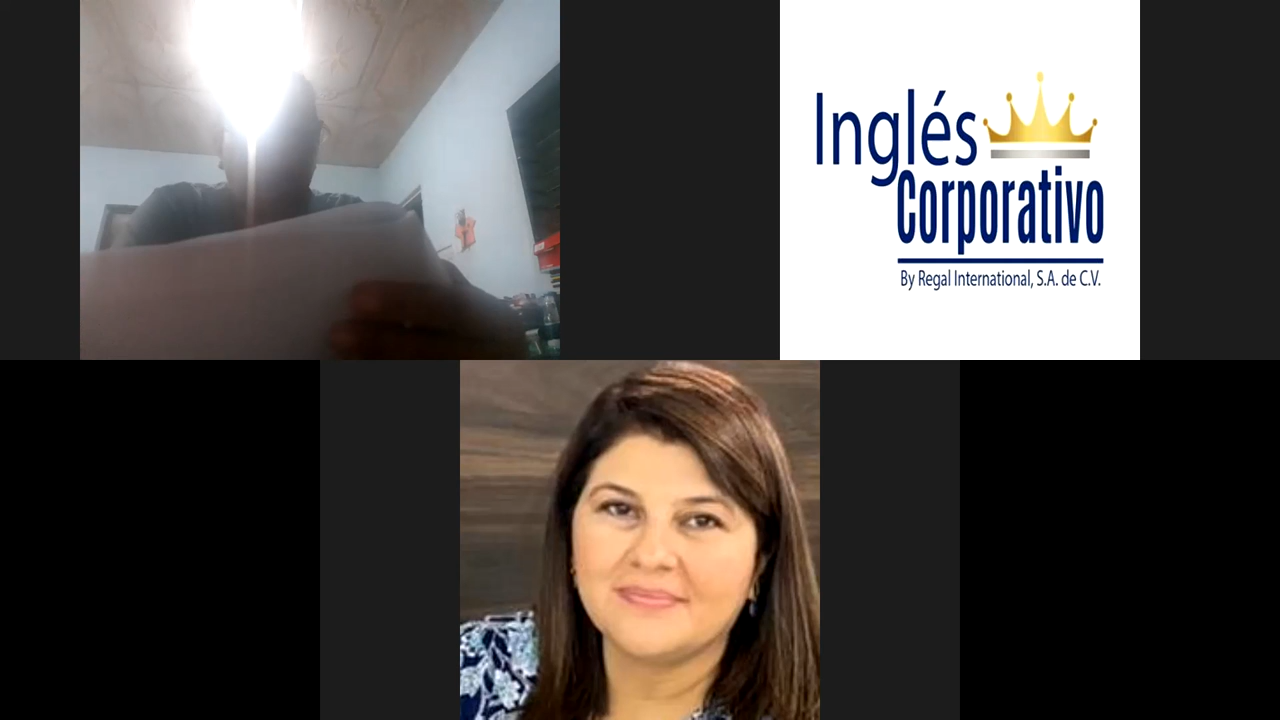 Inglés
Corporativo
By Regal International, S.A. de C.V.